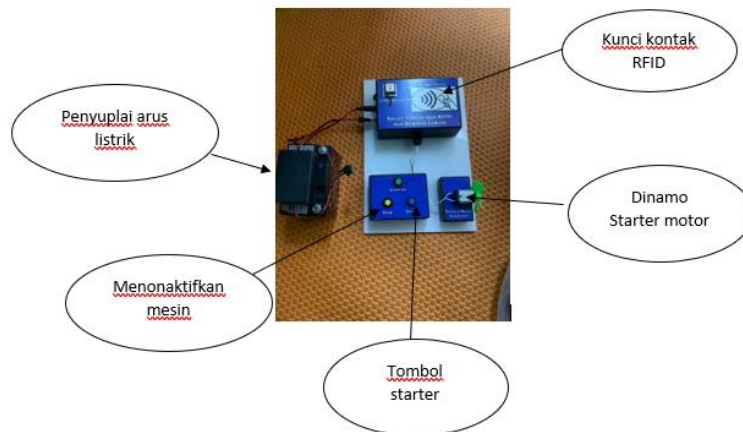 Kunci kontak
RFID
Penyuplai arus
listrik
Dinamo
Starter motor
Menonaktifkan
mesin
Tombol
starter